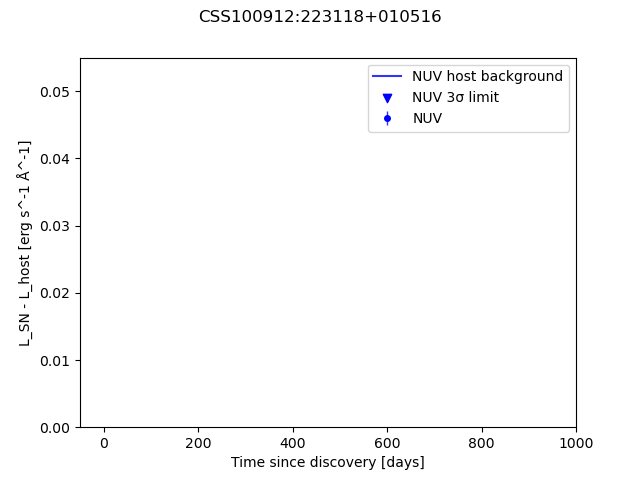 CSS100912:223118+010516
NUV host background
NUV 3σ limit
NUV
0.05
0.04
0.03
0.02
0.01
0.00
L_SN - L_host [erg s^-1 Å^-1]
0 200 400 600 800 1000
Time since discovery [days]